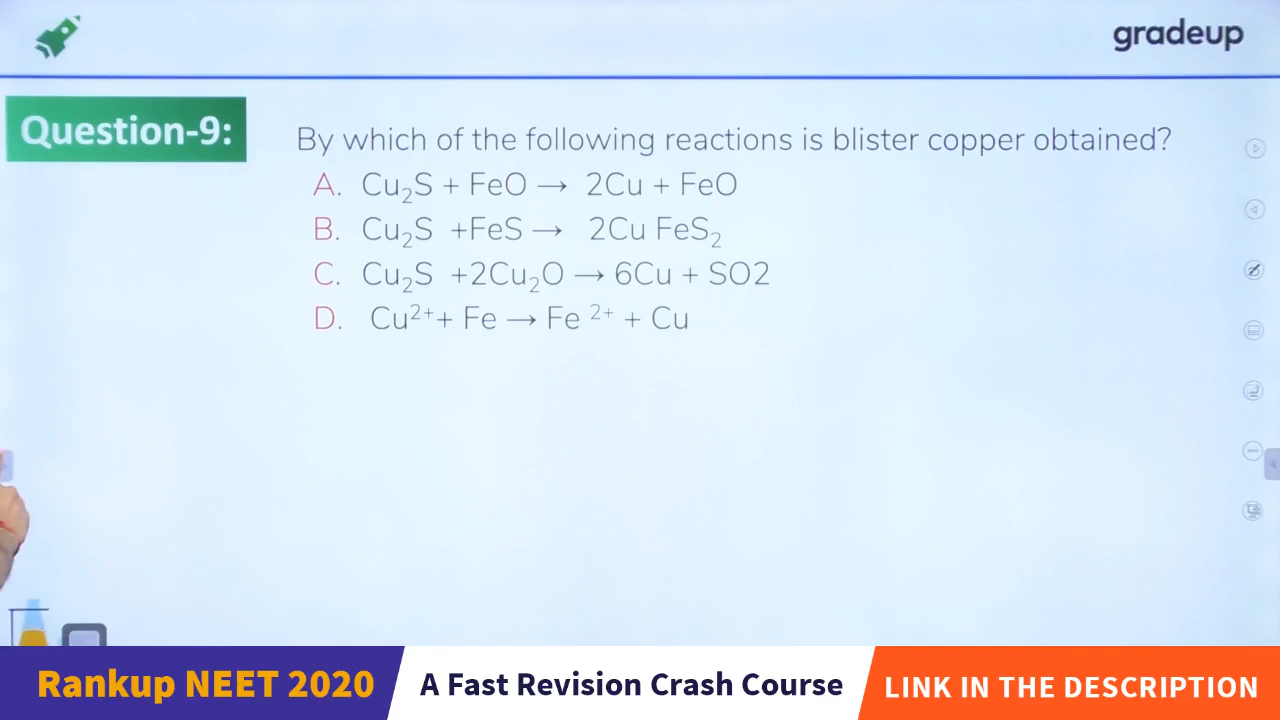 gradeup
Question-9:
By which of the following reactions is blister copper obtained?
A. Cu₂S + FeO → 2Cu + FeO
B. Cu₂S +FeS → 2Cu FeS₂
C. Cu₂S +2Cu₂O → 6Cu + SO2
D. Cu²⁺+ Fe → Fe ²⁺ + Cu
Rankup NEET 2020
A Fast Revision Crash Course
LINK IN THE DESCRIPTION